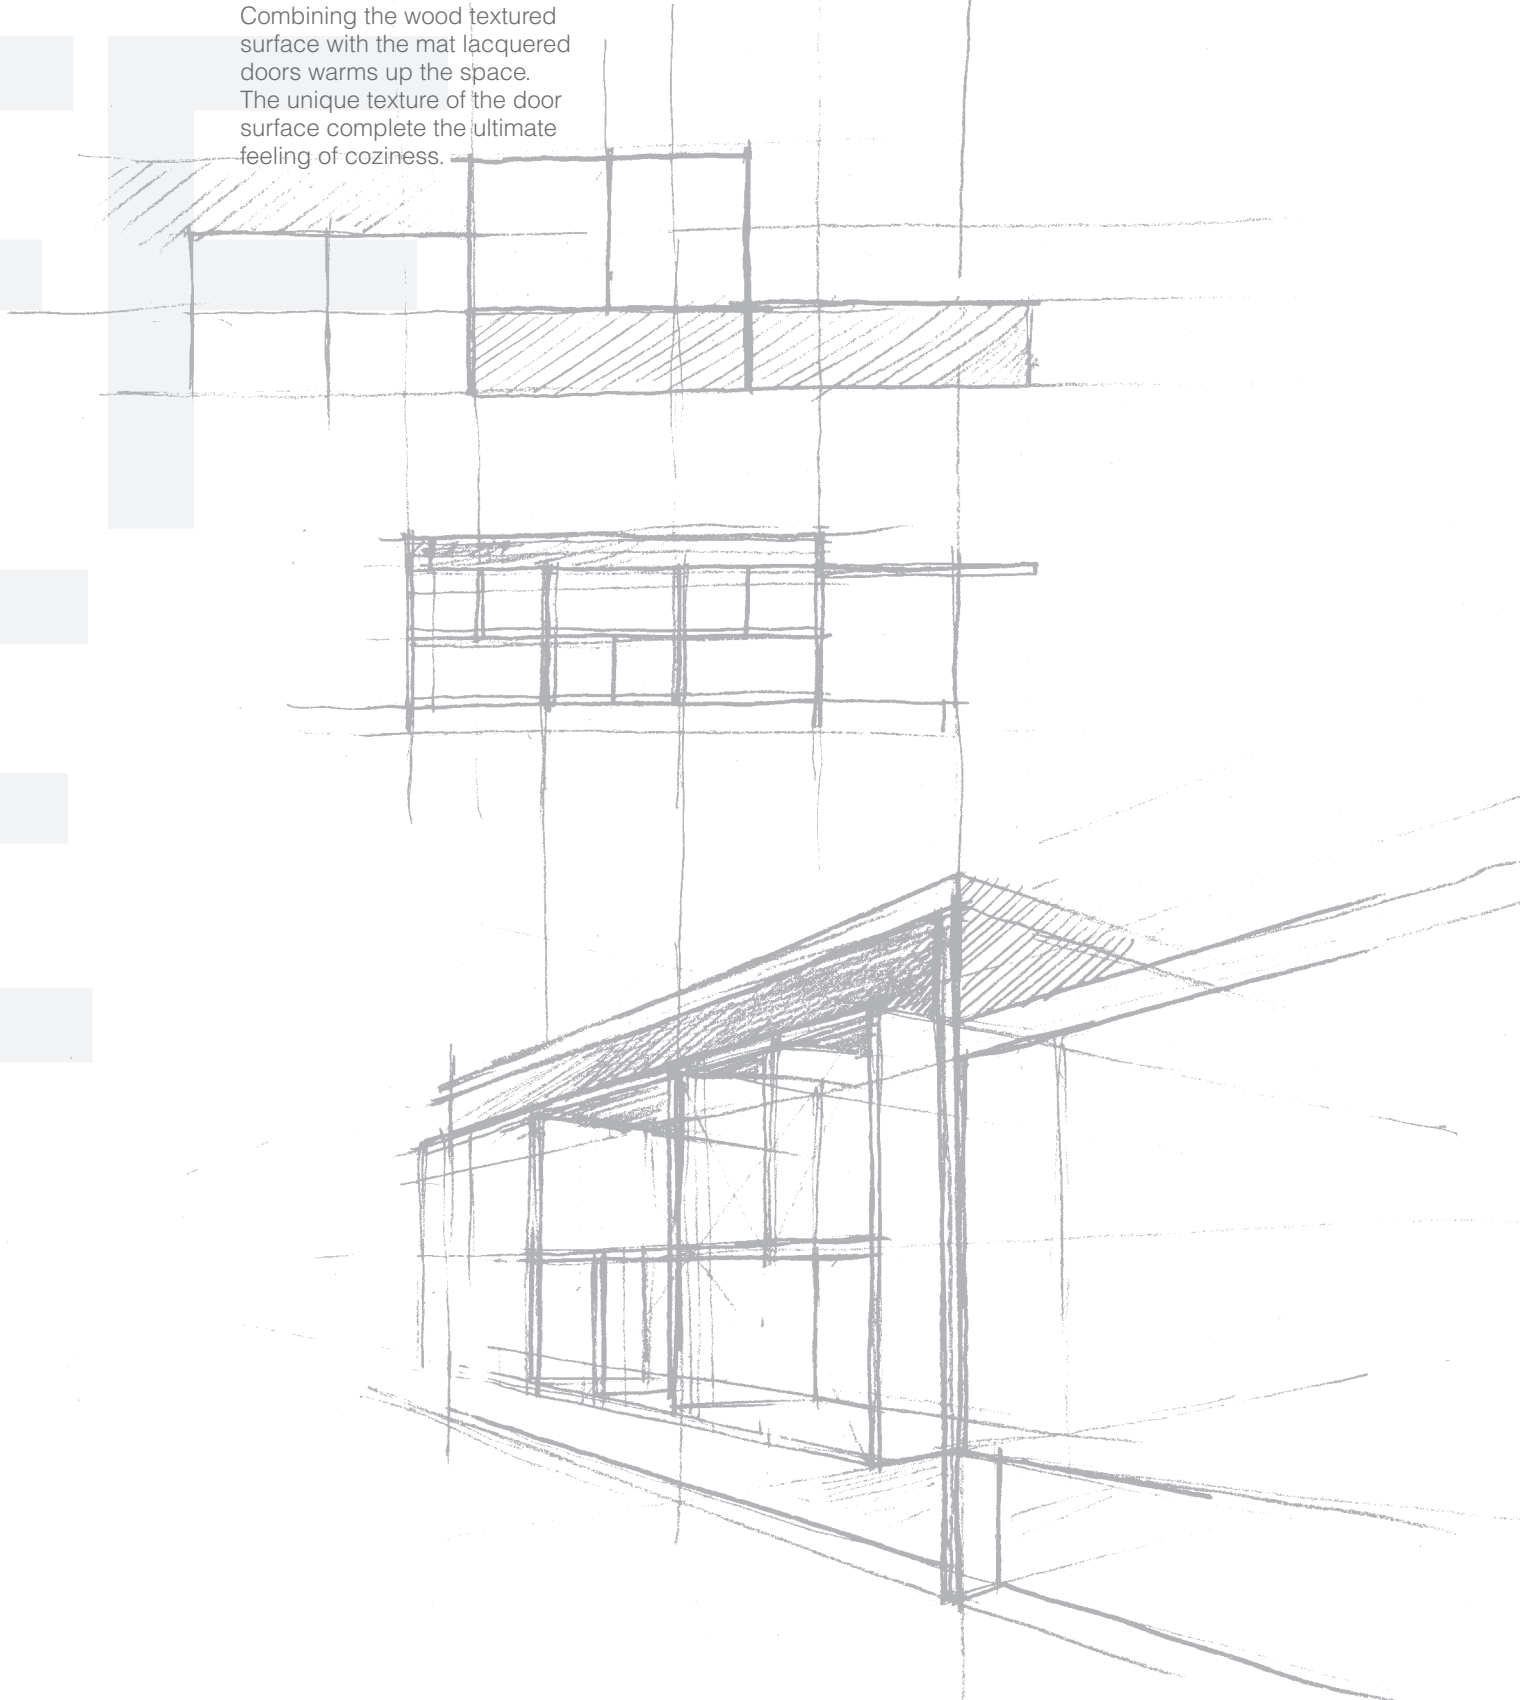 Combining the wood textured
surface with the mat lacquered
doors warms up the space.
The unique texture of the door
surface complete the ultimate
feeling of coziness.